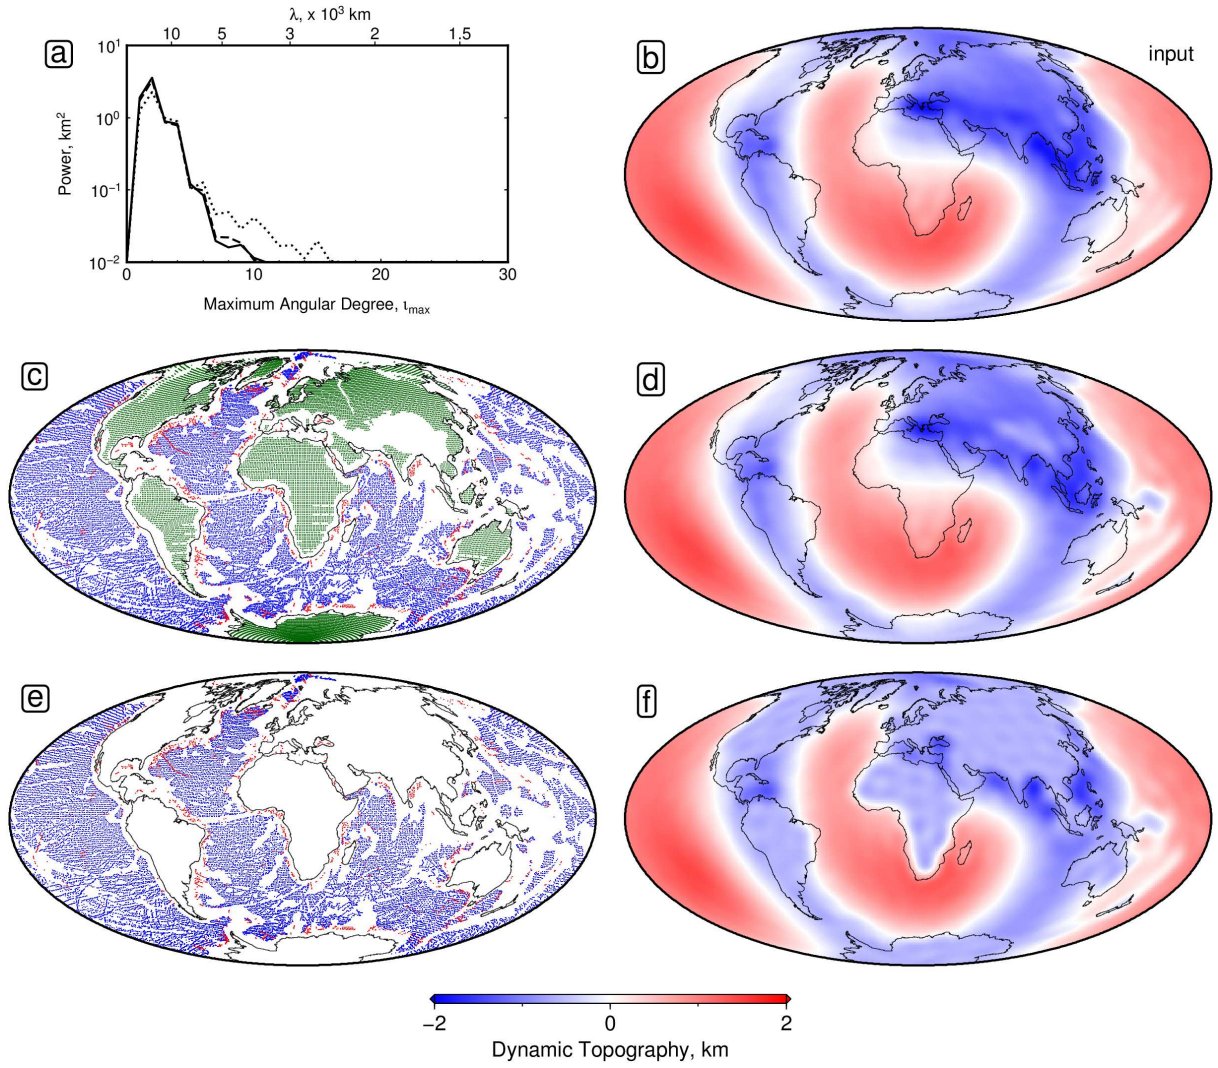 λ, x 10³ km
10 5 3 2 1.5
a
10¹
10⁰
10⁻¹
10⁻²
Power, km²
0 10 20 30
Maximum Angular Degree, ιmax
b
input
c
d
e
f
−2 0 2
Dynamic Topography, km